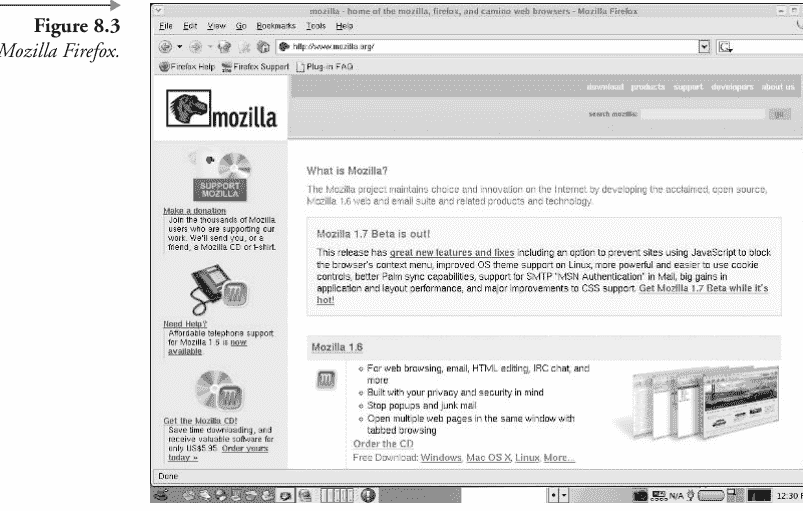 Figure 8.3
Mozilla Firefox.
mozilla - home of the mozilla, firefox, and camino web browsers - Mozilla Firefox
File Edit View Go Bookmarks Tools Help
http://www.mozilla.org/
G
Firefox Help Firefox Support Plug-in FAQ
download products support developers about us
mozilla
search mozilla: go
SUPPORT
MOZILLA
Make a donation
Join the thousands of Mozilla
users who are supporting our
work. We'll send you, or a
friend, a Mozilla CD or t-shirt.
Need Help?
Affordable telephone support
for Mozilla 1.6 is now
available.
Get the Mozilla CD!
Save time downloading, and
receive valuable software for
only US$5.95. Order yours
today »
What is Mozilla?
The Mozilla project maintains choice and innovation on the Internet by developing the acclaimed, open source,
Mozilla 1.6 web and email suite and related products and technology.
Mozilla 1.7 Beta is out!
This release has great new features and fixes including an option to prevent sites using JavaScript to block
the browser's context menu, improved OS theme support on Linux, more powerful and easier to use cookie
controls, better Palm sync capabilities, support for SMTP "MSN Authentication" in Mail, big gains in
application and layout performance, and major improvements to CSS support. Get Mozilla 1.7 Beta while it's
hot!
Mozilla 1.6
For web browsing, email, HTML editing, IRC chat, and
more
Built with your privacy and security in mind
Stop popups and junk mail
Open multiple web pages in the same window with
tabbed browsing
Order the CD
Free Download: Windows, Mac OS X, Linux, More...
Done
N/A 12:30